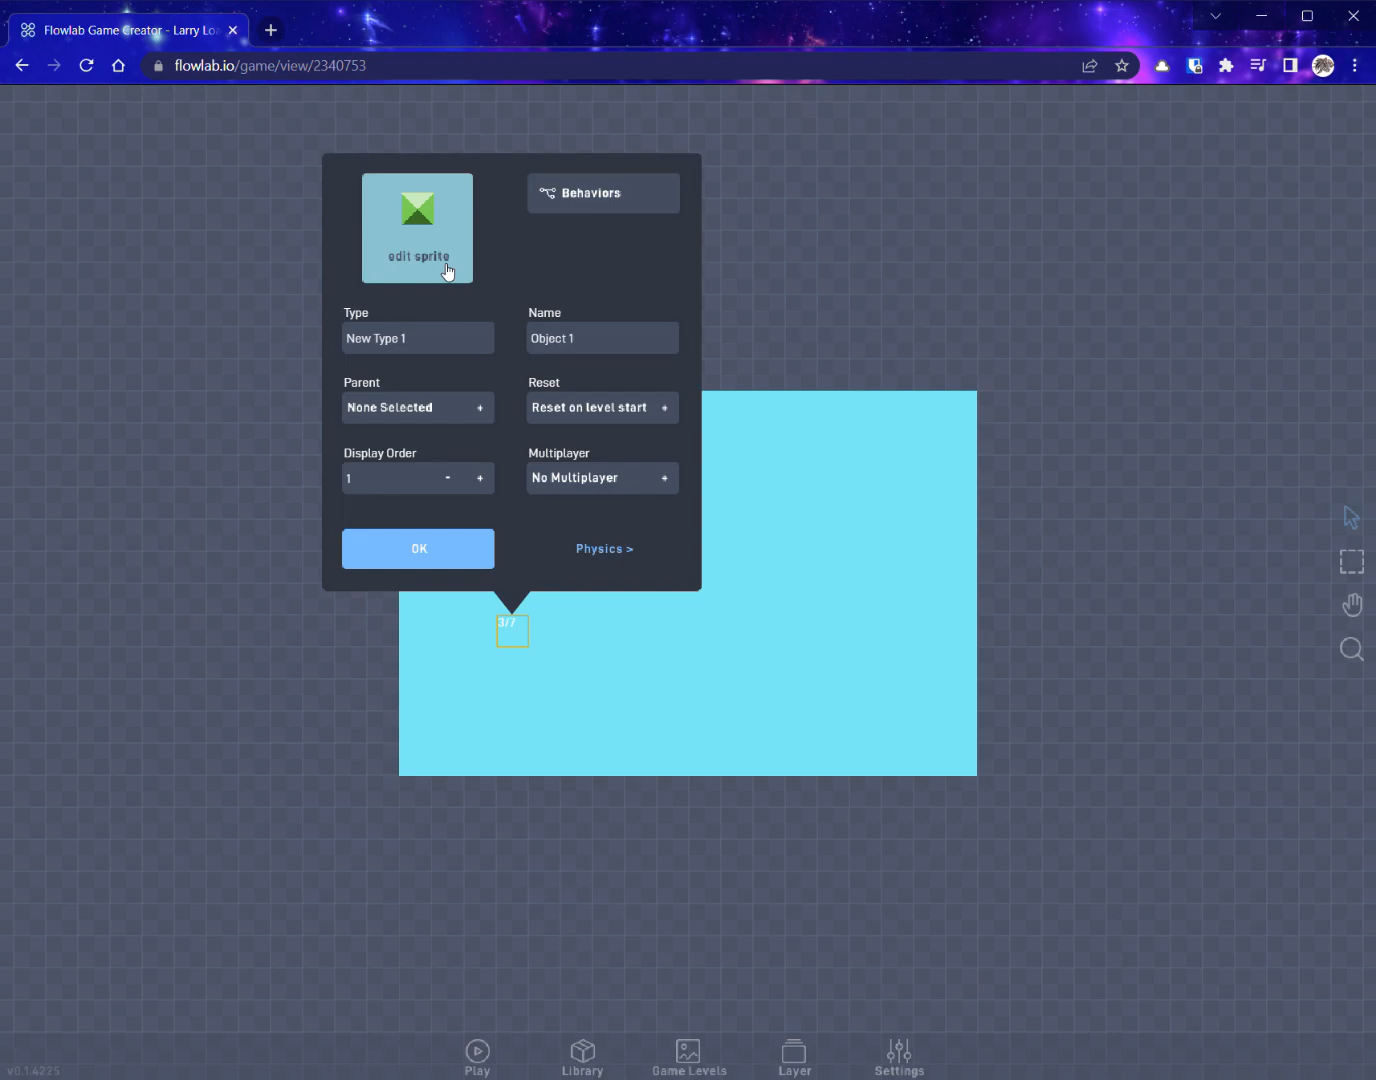 Flowlab Game Creator - Larry Lo
flowlab.io/game/view/2340753
Behaviors
edit sprite
Type
Name
New Type 1
Object 1
Parent
Reset
None Selected +
Reset on level start +
Display Order
Multiplayer
1 - +
No Multiplayer +
OK
Physics >
3/7
Play
Library
Game Levels
Layer
Settings
v0.1.4225